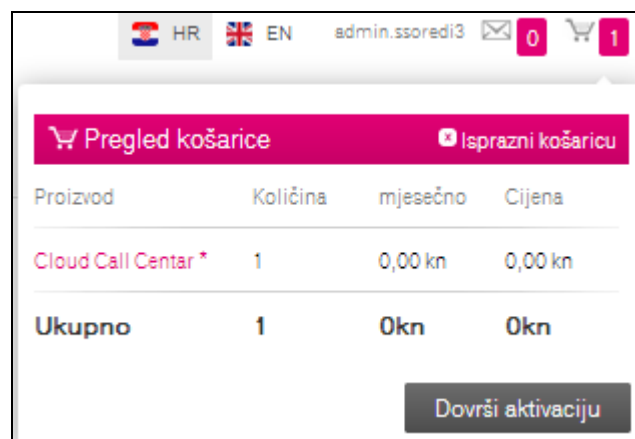 HR EN admin.ssoredi3 0 1
Pregled košarice Isprazni košaricu
Proizvod Količina mjesečno Cijena
Cloud Call Centar * 1 0,00 kn 0,00 kn
Ukupno 1 0kn 0kn
Dovrši aktivaciju